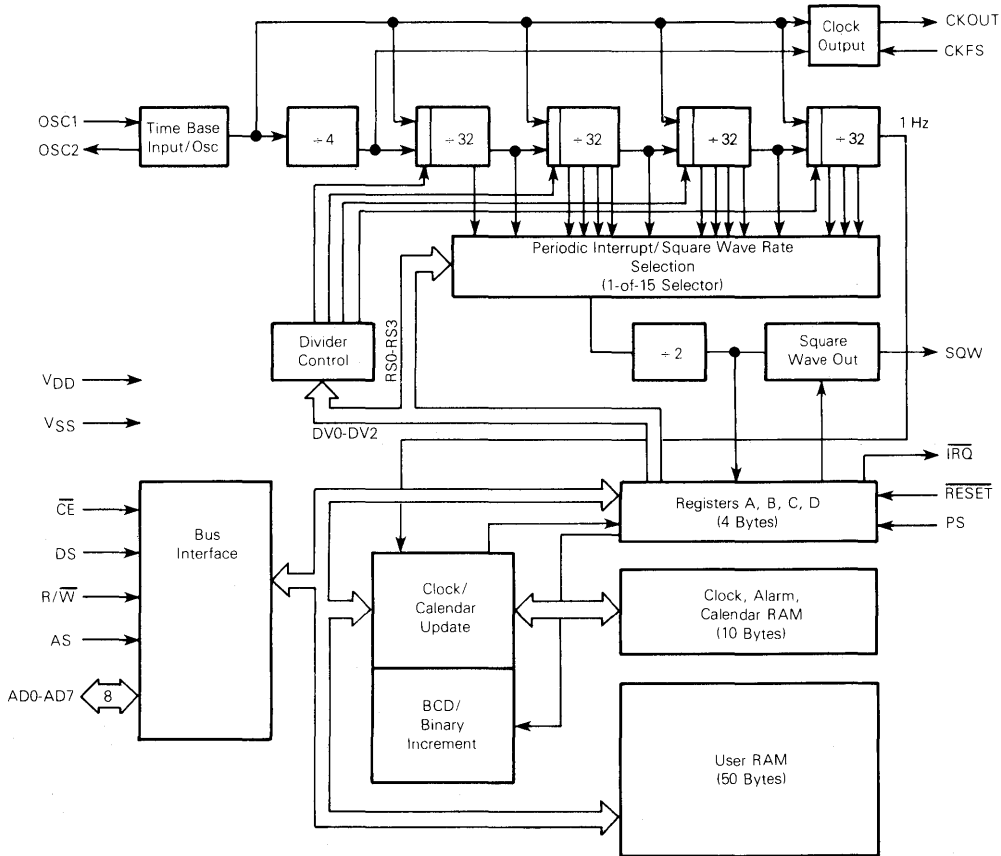 Clock
Output
CKOUT
CKFS
OSC1
OSC2
Time Base
Input/Osc
÷4
÷32
÷32
÷32
÷32
1 Hz
Periodic Interrupt/Square Wave Rate
Selection
(1-of-15 Selector)
Divider
Control
RS0-RS3
÷2
Square
Wave Out
SQW
VDD
VSS
DV0-DV2
IRQ
RESET
PS
Registers A, B, C, D
(4 Bytes)
CE
DS
R/W
AS
AD0-AD7
8
Bus
Interface
Clock/
Calendar
Update
Clock, Alarm,
Calendar RAM
(10 Bytes)
BCD/
Binary
Increment
User RAM
(50 Bytes)